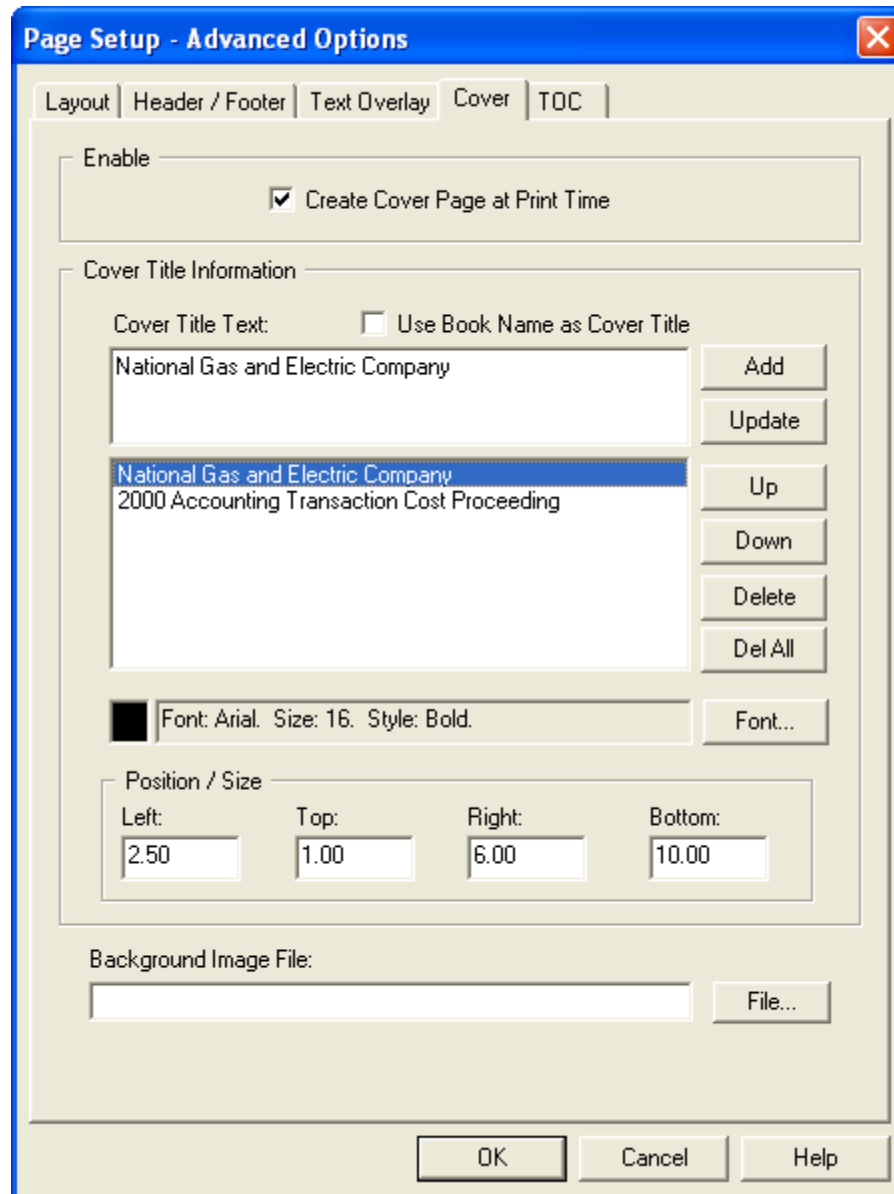 Page Setup - Advanced Options
Layout Header / Footer Text Overlay Cover TOC
Enable
Create Cover Page at Print Time
Cover Title Information
Cover Title Text: Use Book Name as Cover Title
National Gas and Electric Company
Add
Update
National Gas and Electric Company
2000 Accounting Transaction Cost Proceeding
Up
Down
Delete
Del All
Font: Arial. Size: 16. Style: Bold. Font...
Position / Size
Left: Top: Right: Bottom:
2.50 1.00 6.00 10.00
Background Image File:
File...
OK Cancel Help